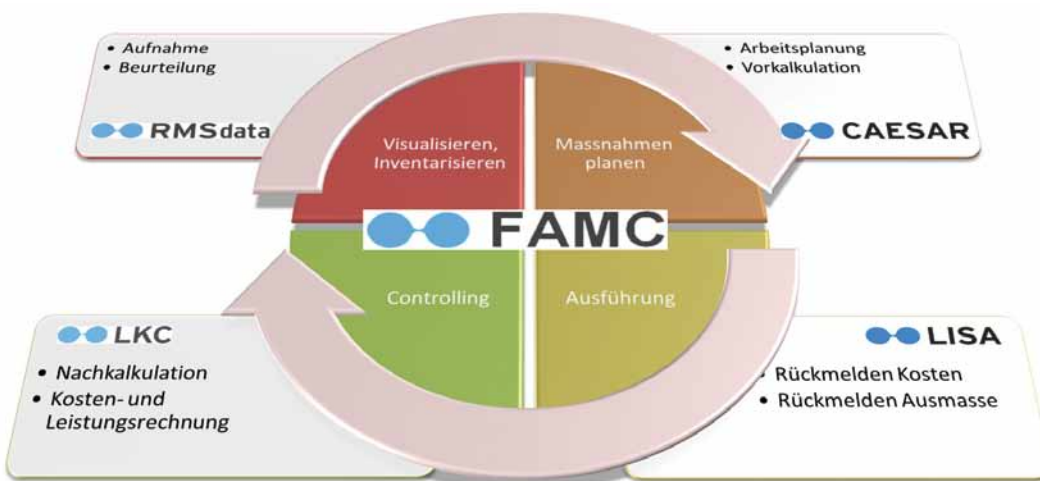 • Aufnahme
• Beurteilung
RMSdata
• Arbeitsplanung
• Vorkalkulation
CAESAR
Visualisieren,
Inventarisieren
Massnahmen
planen
FAMC
Controlling
Ausführung
LKC
• Nachkalkulation
• Kosten- und
Leistungsrechnung
LISA
• Rückmelden Kosten
• Rückmelden Ausmasse